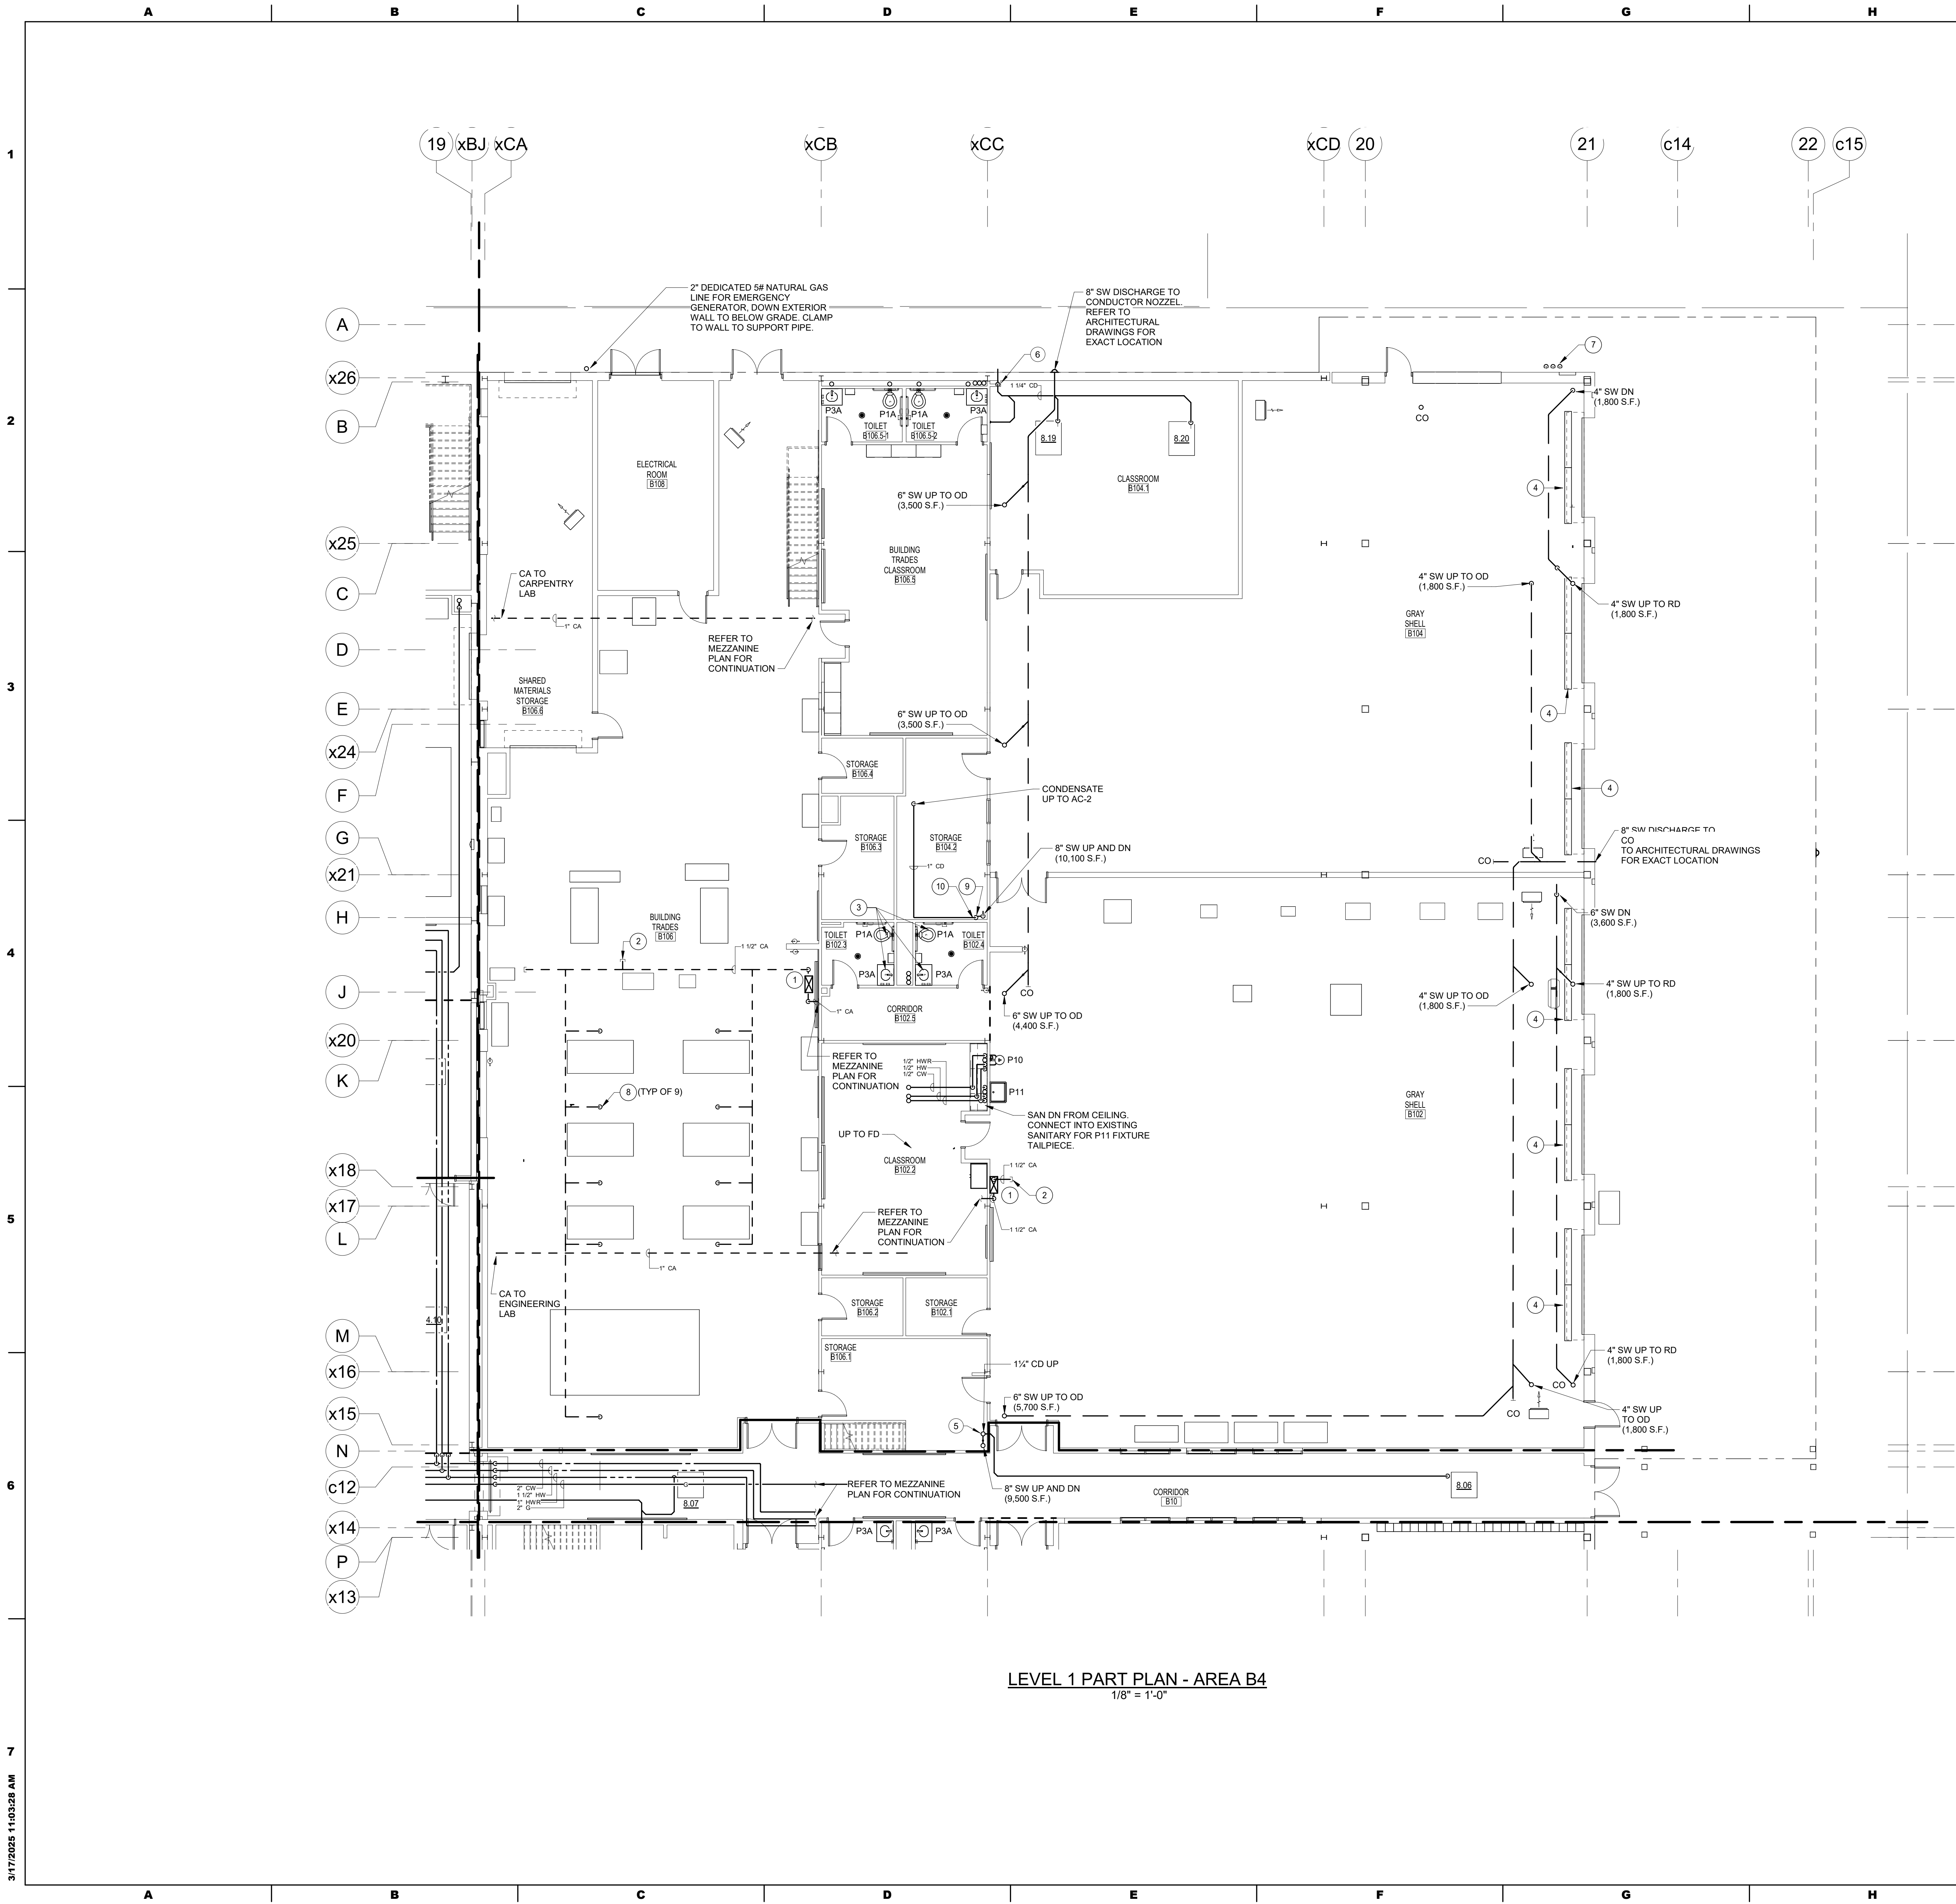 A B C D E F G H
1
2
3
4
5
6
7
3/17/2025 11:03:28 AM
19 xBJ xCA xCB xCC xCD 20 21 c14 22 c15
A
x26
B
x25
C
D
E
x24
F
G
x21
H
J
x20
K
x18
x17
L
M
x16
x15
N
c12
x14
P
x13
2" DEDICATED 5# NATURAL GAS
LINE FOR EMERGENCY
GENERATOR, DOWN EXTERIOR
WALL TO BELOW GRADE. CLAMP
TO WALL TO SUPPORT PIPE.
8" SW DISCHARGE TO
CONDUCTOR NOZZEL.
REFER TO
ARCHITECTURAL
DRAWINGS FOR
EXACT LOCATION
6
7
1 1/4" CD
P3A
P1A
P1A
P3A
TOILET
B106.5-1
TOILET
B106.5-2
8.19
8.20
CO
4" SW DN
(1,800 S.F.)
ELECTRICAL
ROOM
B108
CLASSROOM
B104.1
4
6" SW UP TO OD
(3,500 S.F.)
BUILDING
TRADES
CLASSROOM
B106.5
CA TO
CARPENTRY
LAB
1" CA
REFER TO
MEZZANINE
PLAN FOR
CONTINUATION
4" SW UP TO OD
(1,800 S.F.)
4" SW UP TO RD
(1,800 S.F.)
GRAY
SHELL
B104
SHARED
MATERIALS
STORAGE
B106.6
4
6" SW UP TO OD
(3,500 S.F.)
STORAGE
B106.4
CONDENSATE
UP TO AC-2
4
STORAGE
B106.3
STORAGE
B104.2
1" CD
8" SW UP AND DN
(10,100 S.F.)
8" SW DISCHARGE TO
CO
TO ARCHITECTURAL DRAWINGS
FOR EXACT LOCATION
CO
10
9
3
6" SW DN
(3,600 S.F.)
BUILDING
TRADES
B106
2
1 1/2" CA
TOILET
B102.3
P1A
P1A
TOILET
B102.4
P3A
P3A
1
1" CA
CORRIDOR
B102.5
CO
6" SW UP TO OD
(4,400 S.F.)
4" SW UP TO OD
(1,800 S.F.)
4" SW UP TO RD
(1,800 S.F.)
4
REFER TO
MEZZANINE
PLAN FOR
CONTINUATION
1/2" HWR
1/2" HW
1/2" CW
P10
P11
8
(TYP OF 9)
GRAY
SHELL
B102
SAN DN FROM CEILING.
CONNECT INTO EXISTING
SANITARY FOR P11 FIXTURE
TAILPIECE.
UP TO FD
CLASSROOM
B102.2
4
1 1/2" CA
1
2
1 1/2" CA
REFER TO
MEZZANINE
PLAN FOR
CONTINUATION
1" CA
CA TO
ENGINEERING
LAB
4.10
STORAGE
B106.2
STORAGE
B102.1
4
STORAGE
B106.1
1¼" CD UP
4" SW UP TO RD
(1,800 S.F.)
CO
6" SW UP TO OD
(5,700 S.F.)
5
CO
4" SW UP
TO OD
(1,800 S.F.)
2" CW
1 1/2" HW
1" HWR
2" G
G
8.07
REFER TO MEZZANINE
PLAN FOR CONTINUATION
8" SW UP AND DN
(9,500 S.F.)
CORRIDOR
B10
8.06
P3A
P3A
LEVEL 1 PART PLAN - AREA B4
1/8" = 1'-0"
A B C D E F G H